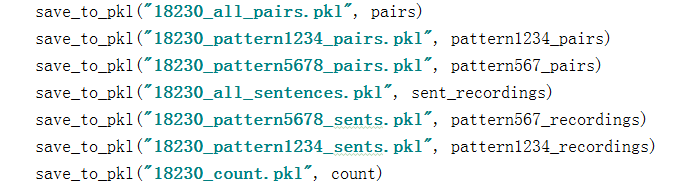 save_to_pkl("18230_all_pairs.pkl", pairs)
save_to_pkl("18230_pattern1234_pairs.pkl", pattern1234_pairs)
save_to_pkl("18230_pattern5678_pairs.pkl", pattern567_pairs)
save_to_pkl("18230_all_sentences.pkl", sent_recordings)
save_to_pkl("18230_pattern5678_sents.pkl", pattern567_recordings)
save_to_pkl("18230_pattern1234_sents.pkl", pattern1234_recordings)
save_to_pkl("18230_count.pkl", count)